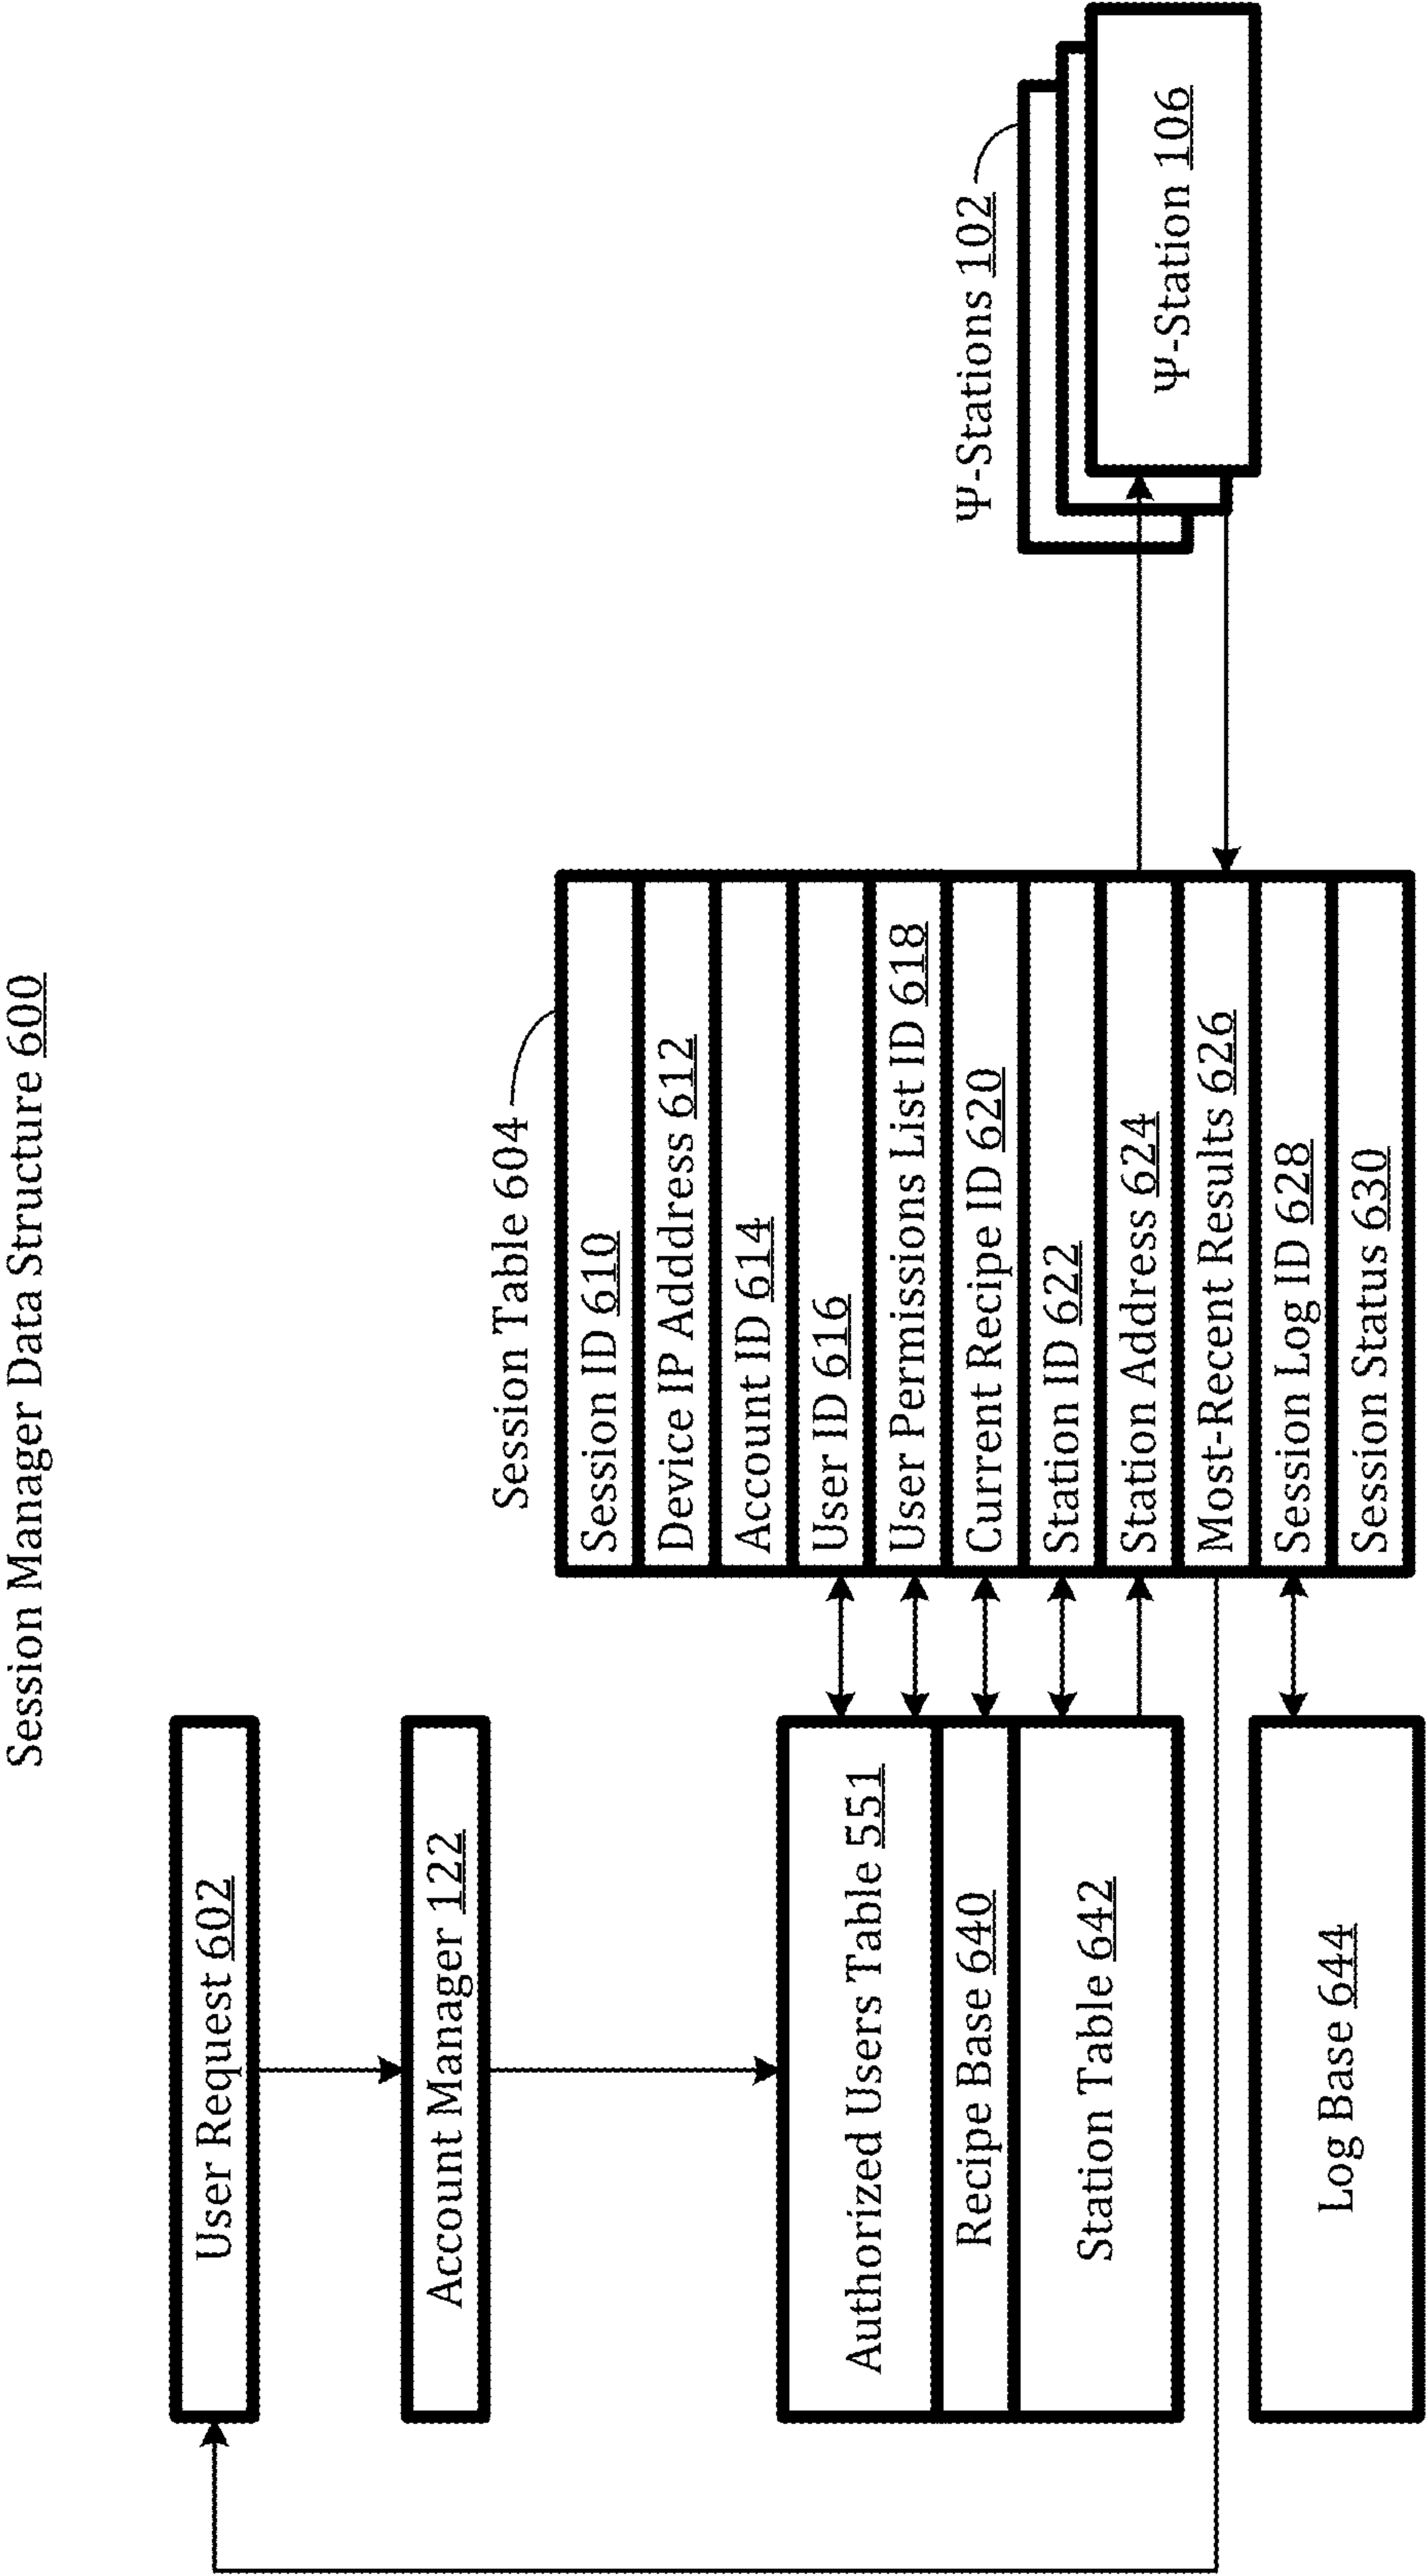 Session Manager Data Structure 600
User Request 602
Account Manager 122
Authorized Users Table 551
Recipe Base 640
Station Table 642
Log Base 644
Session Table 604
Session ID 610
Device IP Adddress 612
Account ID 614
User ID 616
User Permissions List ID 618
Current Recipe ID 620
Station ID 622
Station Address 624
Most-Recent Results 626
Session Log ID 628
Session Status 630
Ψ-Stations 102
Ψ-Station 106